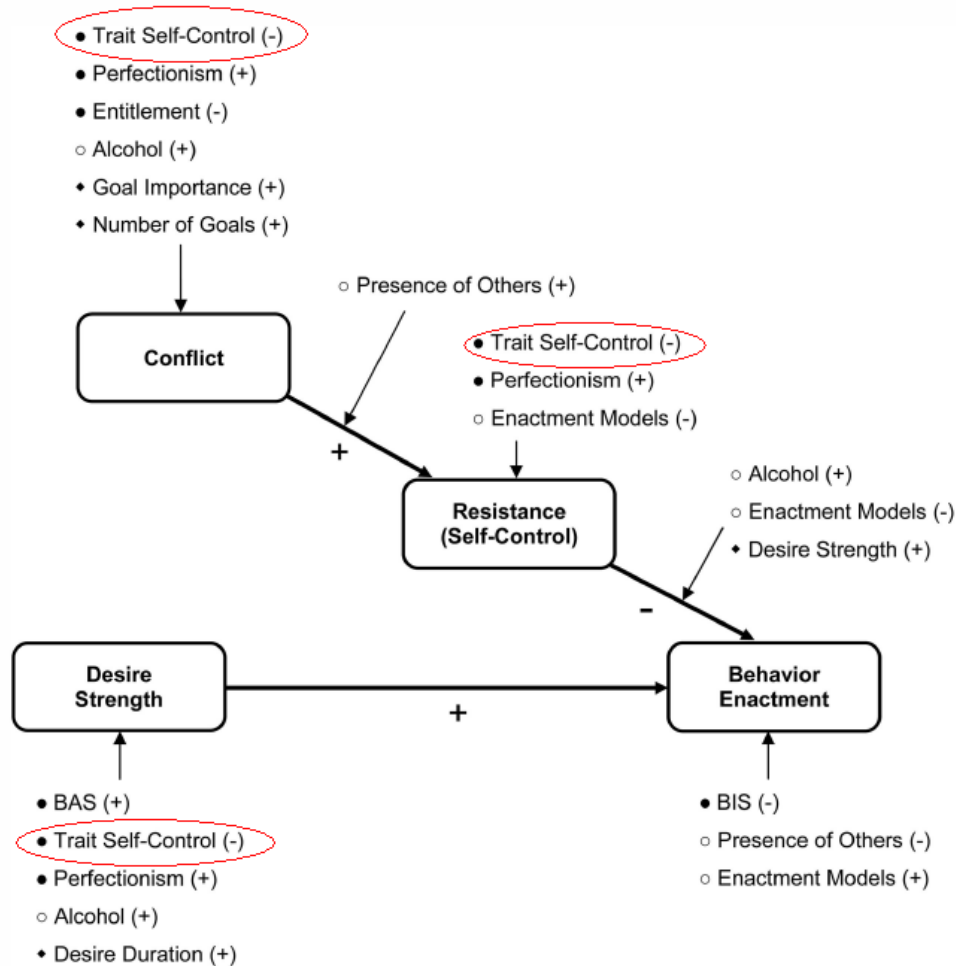 ● Trait Self-Control (-)
● Perfectionism (+)
● Entitlement (-)
○ Alcohol (+)
◆ Goal Importance (+)
◆ Number of Goals (+)
○ Presence of Others (+)
Conflict
● Trait Self-Control (-)
● Perfectionism (+)
○ Enactment Models (-)
+
○ Alcohol (+)
○ Enactment Models (-)
◆ Desire Strength (+)
Resistance
(Self-Control)
-
Desire
Strength
+
Behavior
Enactment
● BAS (+)
● Trait Self-Control (-)
● Perfectionism (+)
○ Alcohol (+)
◆ Desire Duration (+)
● BIS (-)
○ Presence of Others (-)
○ Enactment Models (+)